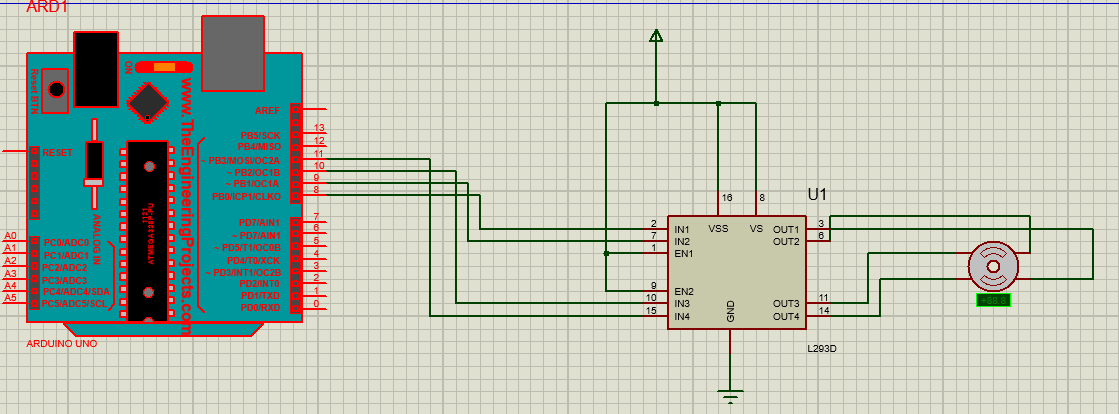 ARD1
Reset BTN
ON
www.TheEngineeringProjects.com
AREF
PB5/SCK
13
PB4/MISO
12
~ PB3/MOSI/OC2A
11
~ PB2/OC1B
10
~ PB1/OC1A
9
PB0/ICP1/CLKO
8
RESET
ANALOG IN
PD7/AIN1
7
~ PD7/AIN1
6
~ PD5/T1/OC0B
5
PD4/T0/XCK
4
~ PD3/INT1/OC2B
3
PD2/INT0
2
PD1/TXD
1
PD0/RXD
0
A0
PC0/ADC0
A1
PC1/ADC1
A2
PC2/ADC2
A3
PC3/ADC3
A4
PC4/ADC4/SDA
A5
PC5/ADC5/SCL
ARDUINO UNO
U1
16
8
VSS
VS
2
IN1
OUT1
3
7
IN2
OUT2
6
1
EN1
9
EN2
10
IN3
OUT3
11
15
IN4
OUT4
14
GND
L293D
+88.8